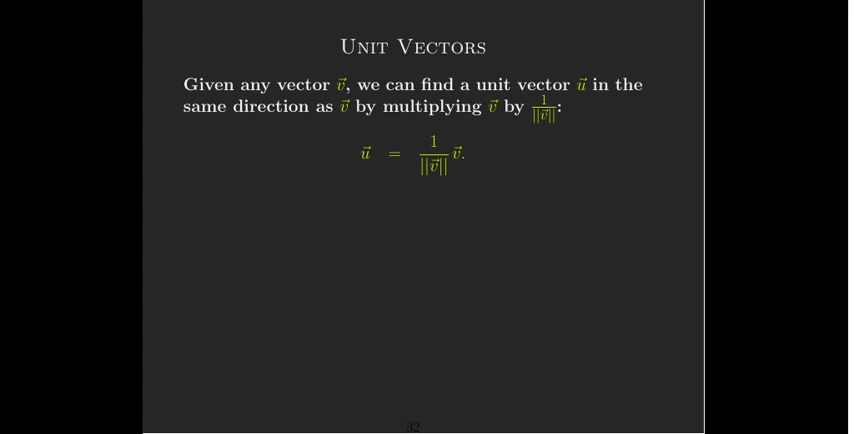 Unit Vectors
Given any vector v⃗, we can find a unit vector u⃗ in the
same direction as v⃗ by multiplying v⃗ by 1/||v⃗||:
u⃗ = 1/||v⃗|| v⃗.
32